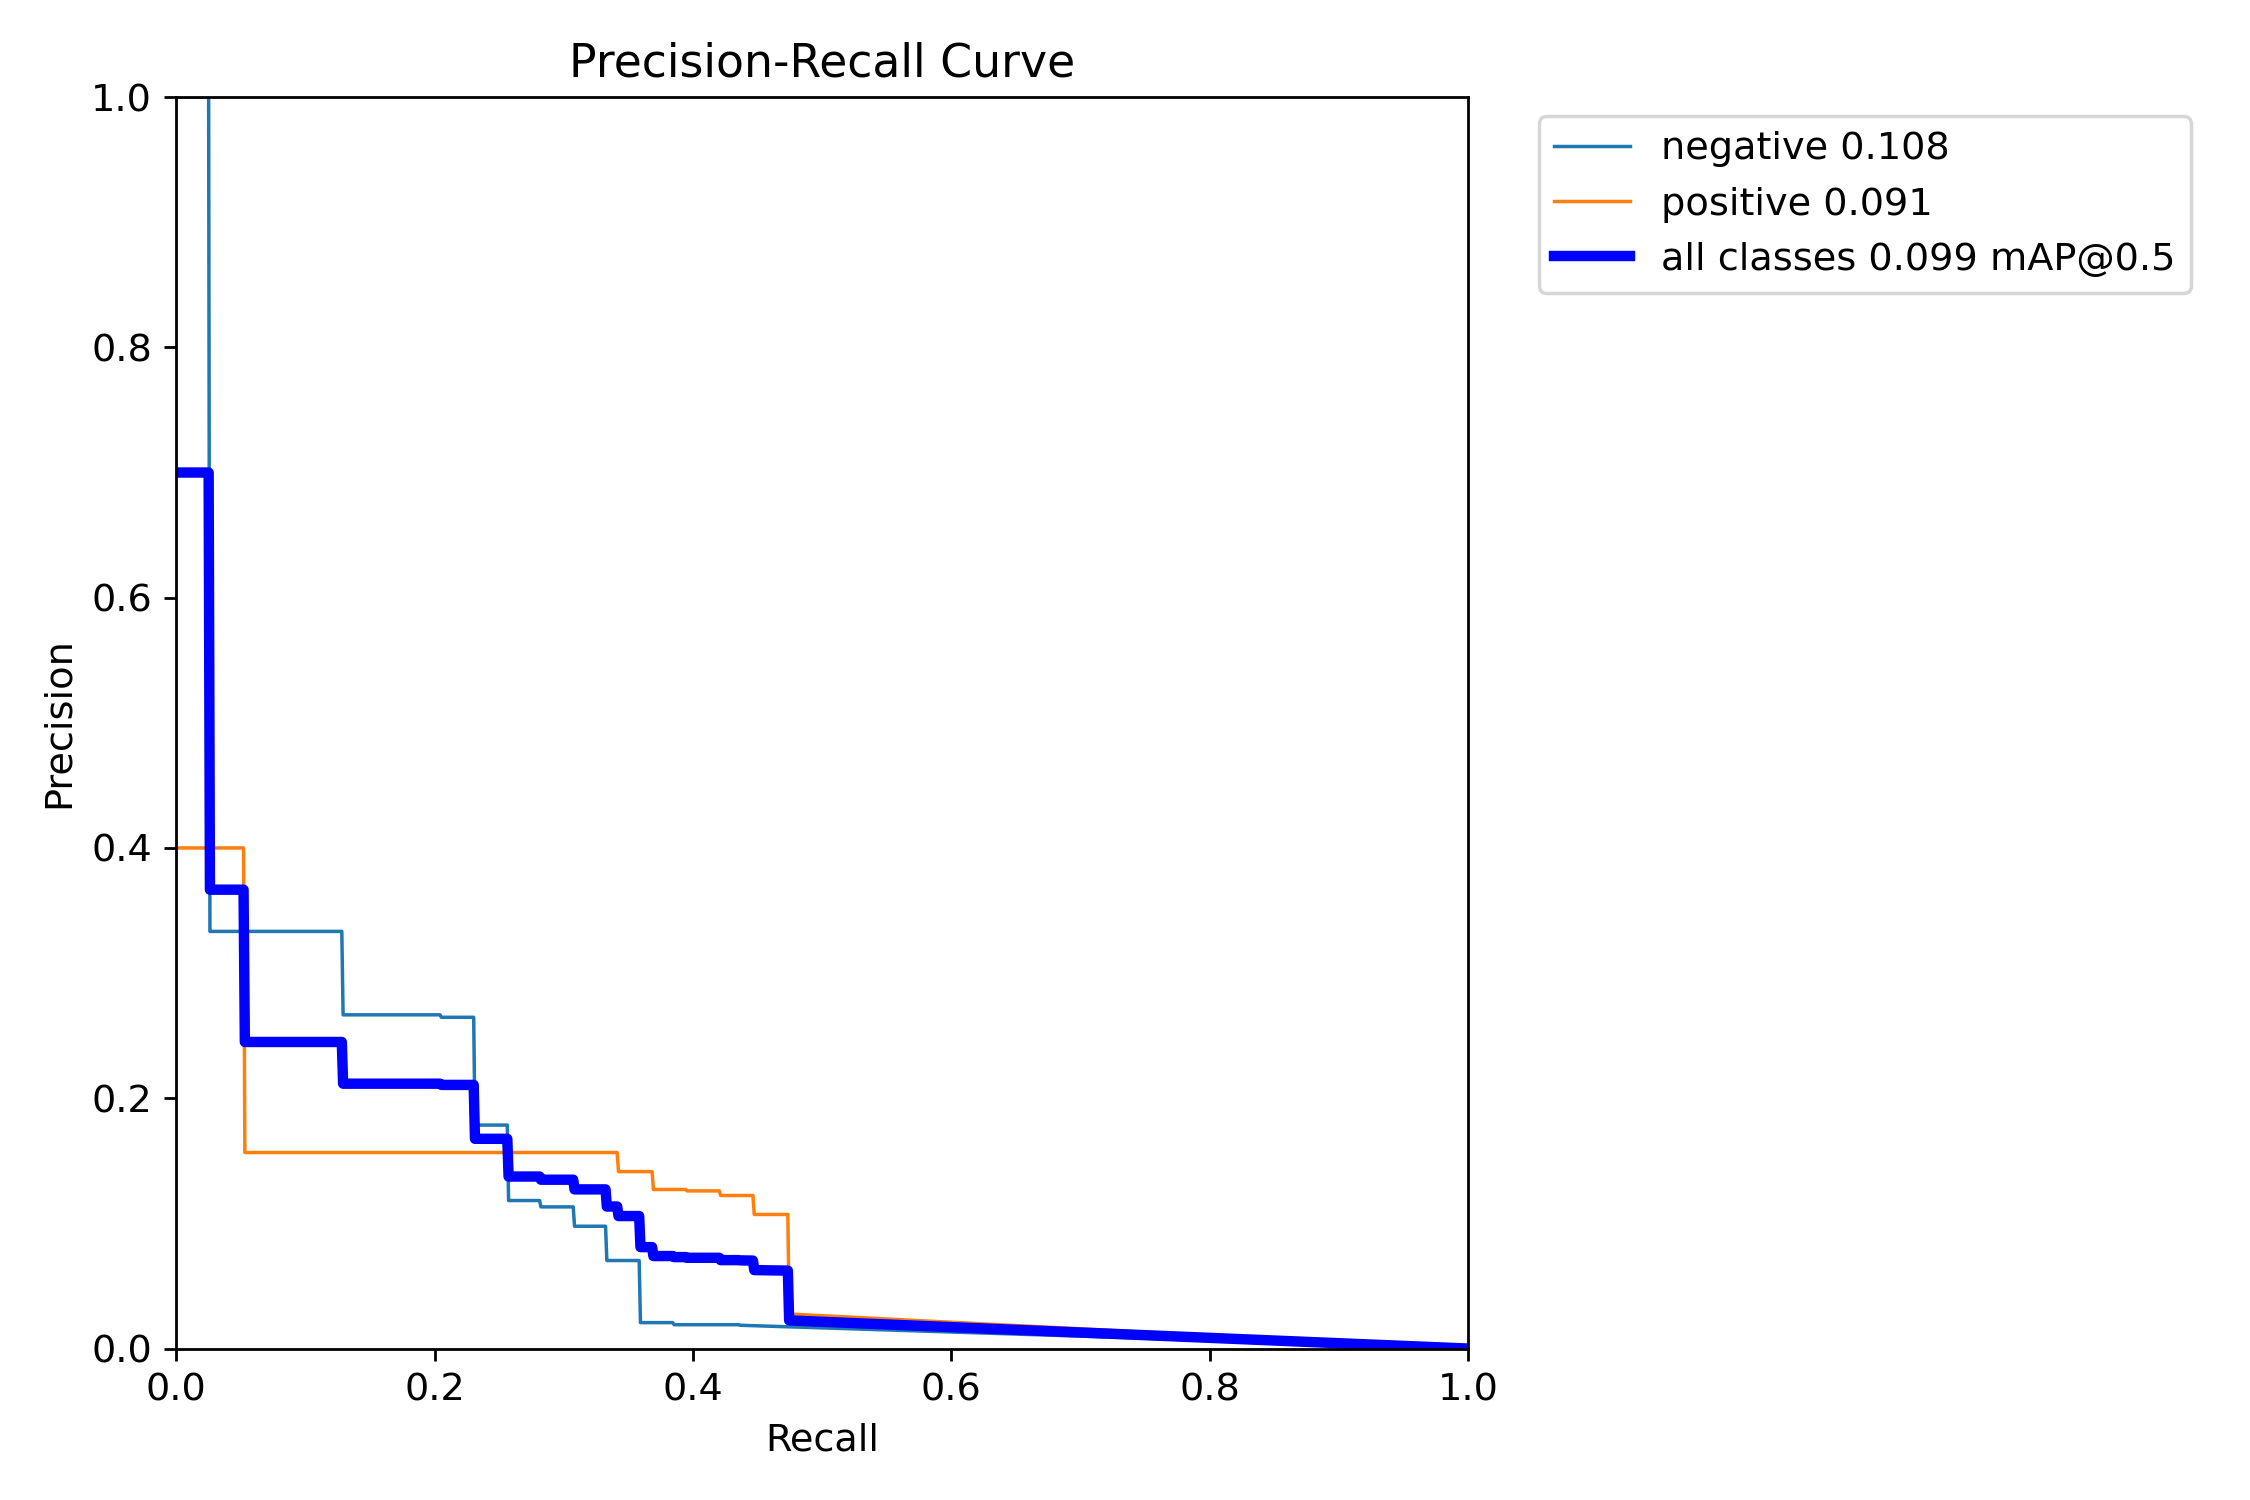 Precision-Recall Curve
1.0
0.8
0.6
0.4
0.2
0.0
Precision
0.0 0.2 0.4 0.6 0.8 1.0
Recall
negative 0.108
positive 0.091
all classes 0.099 mAP@0.5